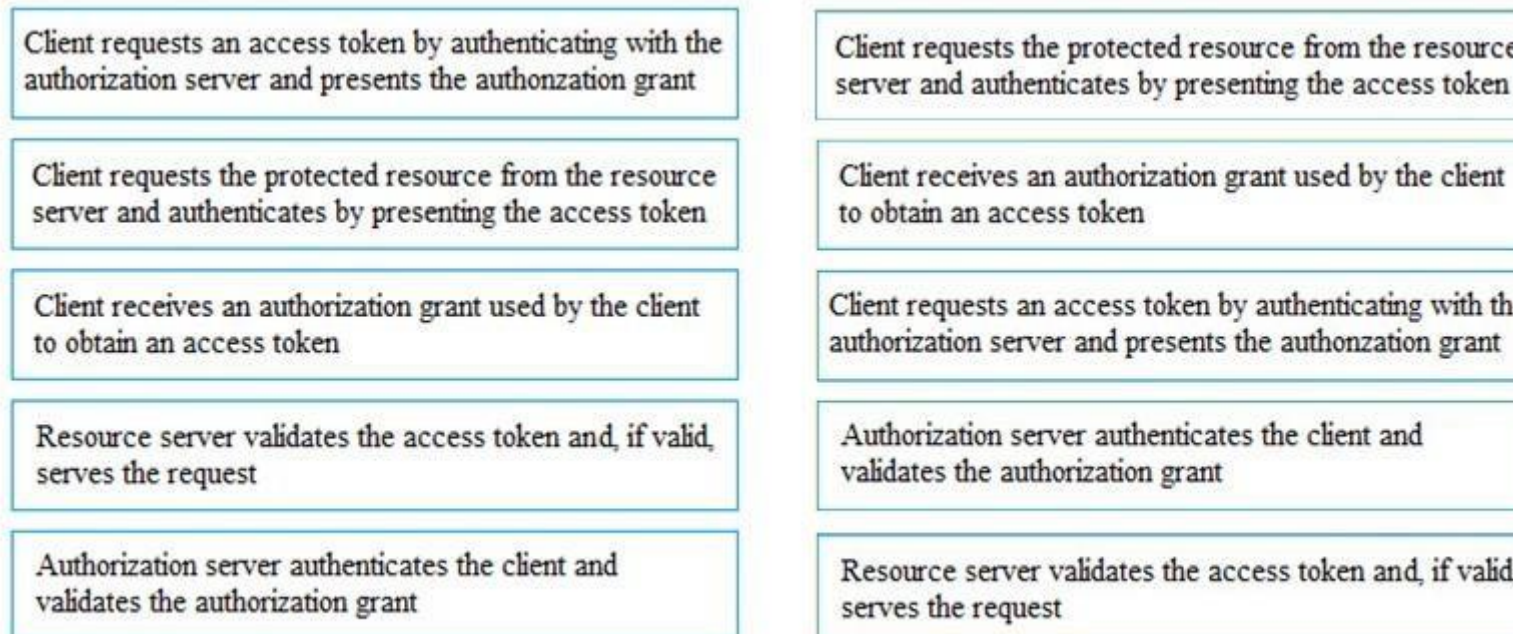 Client requests an access token by authenticating with the
authorization server and presents the authonzation grant
Client requests the protected resource from the resource
server and authenticates by presenting the access token
Client receives an authorization grant used by the client
to obtain an access token
Resource server validates the access token and, if valid,
serves the request
Authorization server authenticates the client and
validates the authorization grant
Client requests the protected resource from the resource
server and authenticates by presenting the access token
Client receives an authorization grant used by the client
to obtain an access token
Client requests an access token by authenticating with th
authorization server and presents the authonzation grant
Authorization server authenticates the client and
validates the authorization grant
Resource server validates the access token and, if valid
serves the request